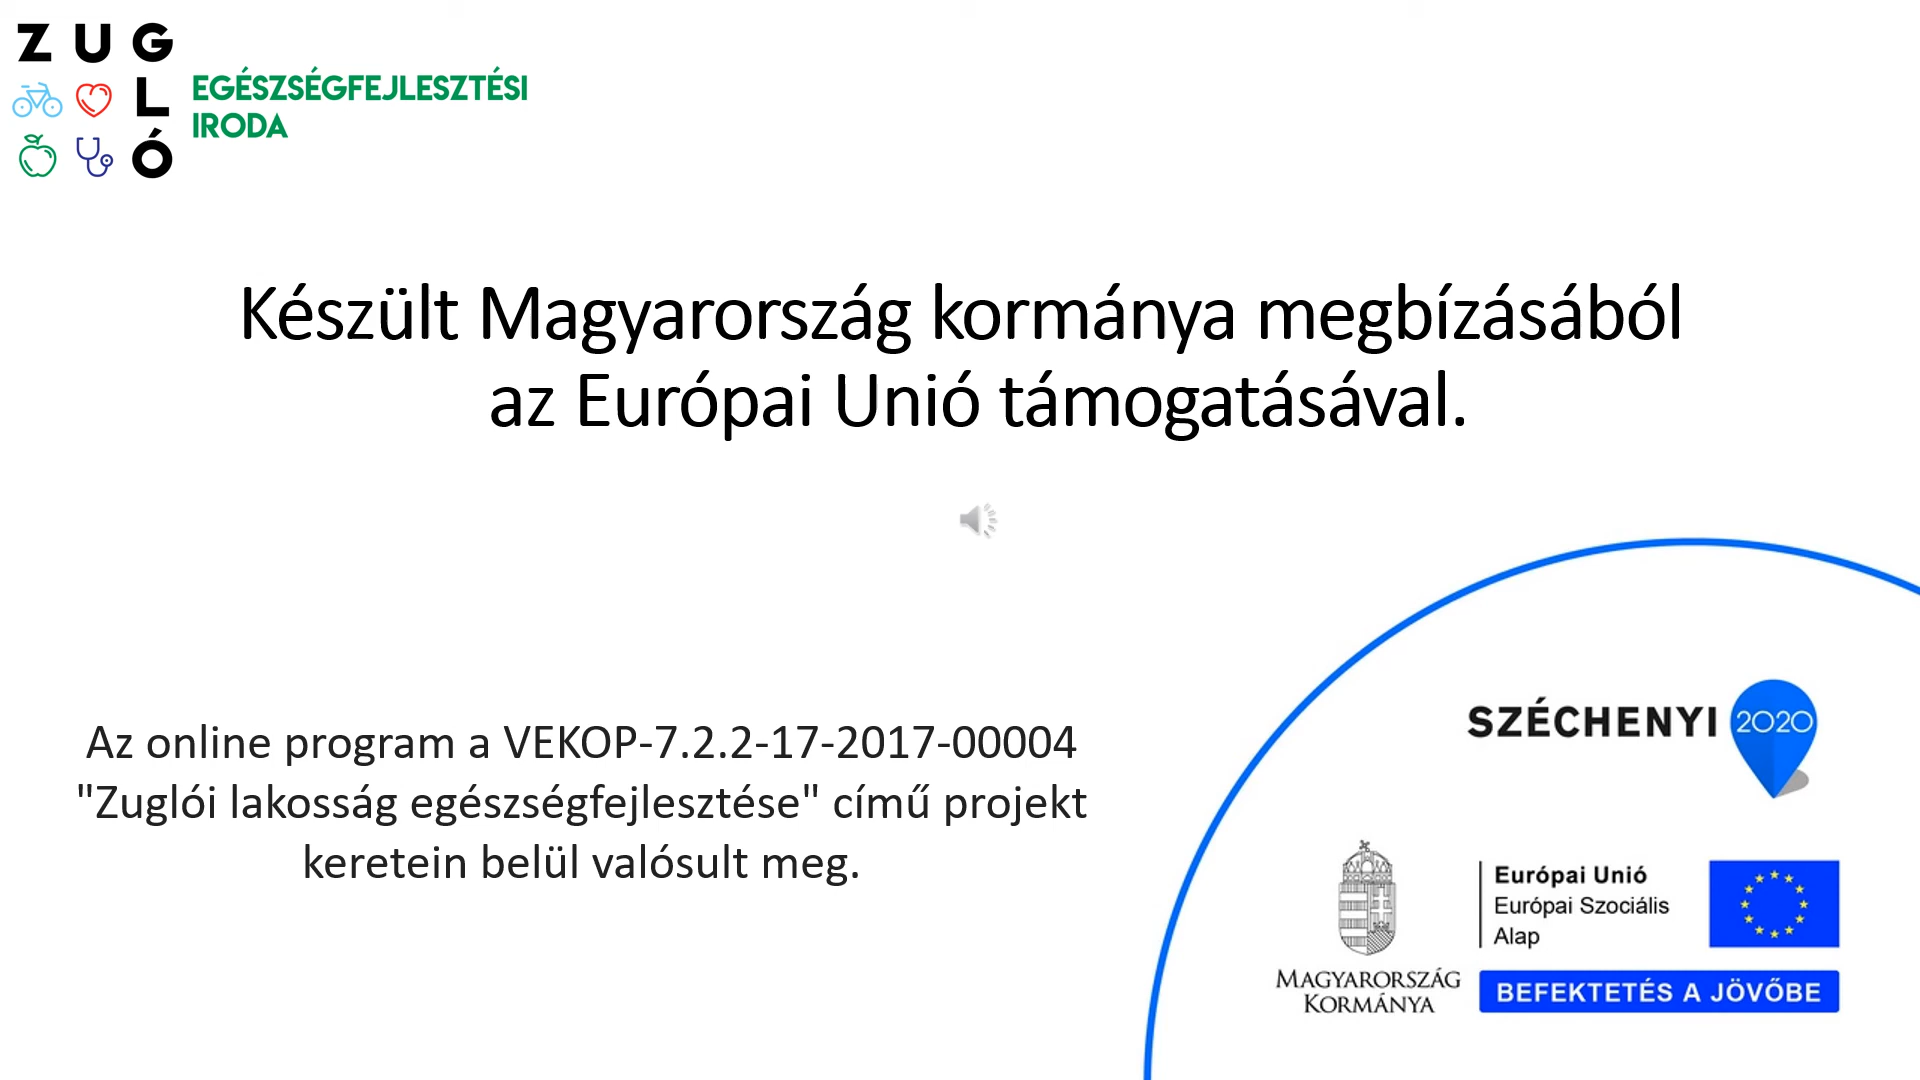 ZUG
L
Ó
EGÉSZSÉGFEJLESZTÉSI
IRODA
Készült Magyarország kormánya megbízásából
az Európai Unió támogatásával.
Az online program a VEKOP-7.2.2-17-2017-00004
"Zuglói lakosság egészségfejlesztése" című projekt
keretein belül valósult meg.
SZÉCHENYI 2020
MAGYARORSZÁG
KORMÁNYA
Európai Unió
Európai Szociális
Alap
BEFEKTETÉS A JÖVŐBE